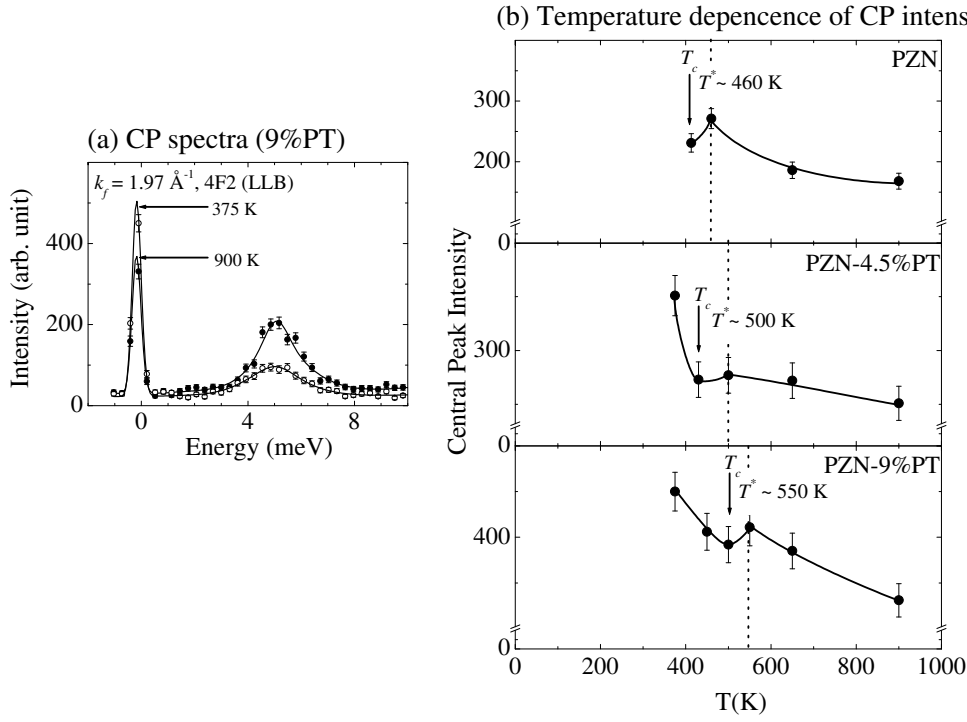 (b) Temperature depencence of CP intens
(a) CP spectra (9%PT)
k_f = 1.97 Å⁻¹, 4F2 (LLB)
375 K
900 K
Intensity (arb. unit)
400
200
0
0
4
8
Energy (meV)
Central Peak Intensity
PZN
T_c
T* ~ 460 K
300
200
0
PZN-4.5%PT
T_c
T* ~ 500 K
300
0
PZN-9%PT
T_c
T* ~ 550 K
400
0
0
200
400
600
800
1000
T(K)